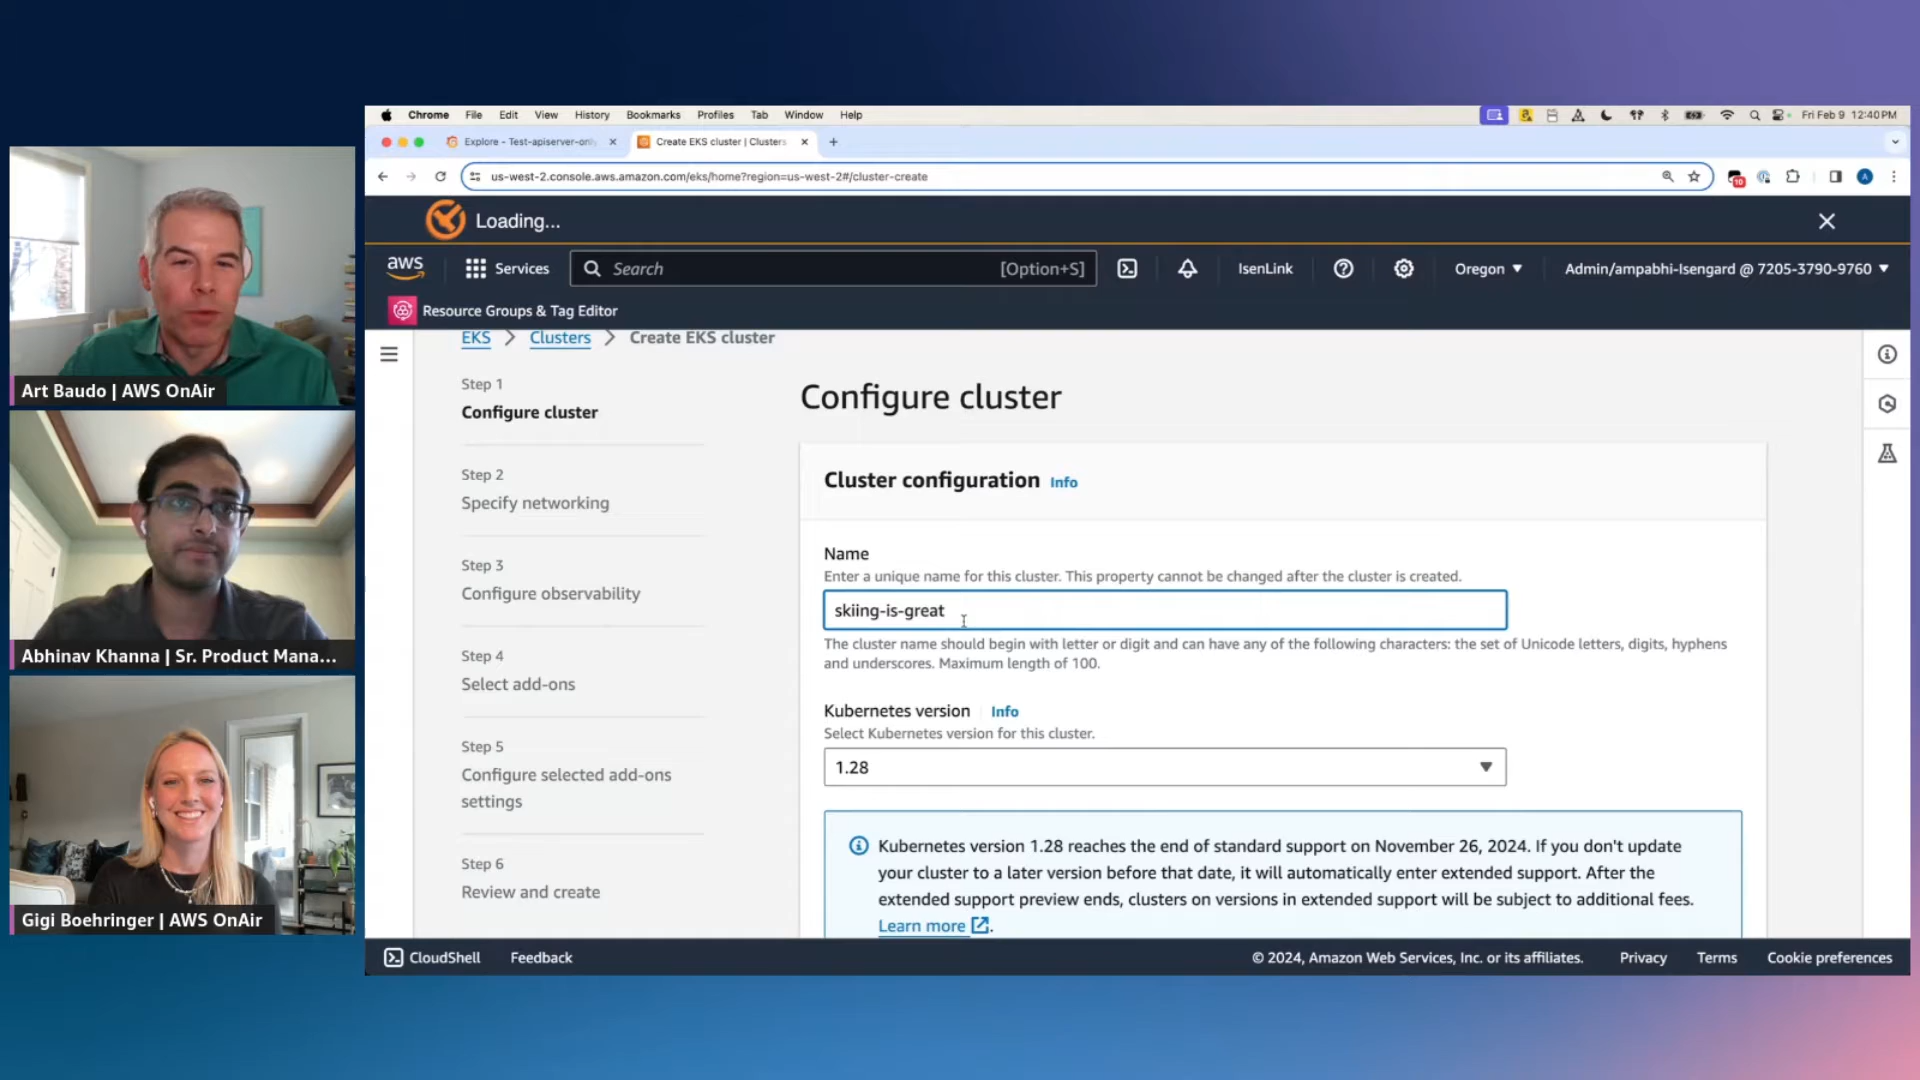 Chrome File Edit View History Bookmarks Profiles Tab Window Help
Fri Feb 9 12:40PM
Explore - Test-apiserver-only
Create EKS cluster | Clusters
us-west-2.console.aws.amazon.com/eks/home?region=us-west-2#/cluster-create
10
A
Loading...
aws
Services
Search
[Option+S]
IsenLink
Oregon
Admin/ampabhi-Isengard @ 7205-3790-9760
Resource Groups & Tag Editor
EKS
Clusters
Create EKS cluster
Step 1
Configure cluster
Step 2
Specify networking
Step 3
Configure observability
Step 4
Select add-ons
Step 5
Configure selected add-ons
settings
Step 6
Review and create
Configure cluster
Cluster configuration Info
Name
Enter a unique name for this cluster. This property cannot be changed after the cluster is created.
skiing-is-great
The cluster name should begin with letter or digit and can have any of the following characters: the set of Unicode letters, digits, hyphens
and underscores. Maximum length of 100.
Kubernetes version Info
Select Kubernetes version for this cluster.
1.28
Kubernetes version 1.28 reaches the end of standard support on November 26, 2024. If you don't update
your cluster to a later version before that date, it will automatically enter extended support. After the
extended support preview ends, clusters on versions in extended support will be subject to additional fees.
Learn more .
CloudShell
Feedback
© 2024, Amazon Web Services, Inc. or its affiliates.
Privacy
Terms
Cookie preferences
Art Baudo | AWS OnAir
Abhinav Khanna | Sr. Product Mana...
Gigi Boehringer | AWS OnAir